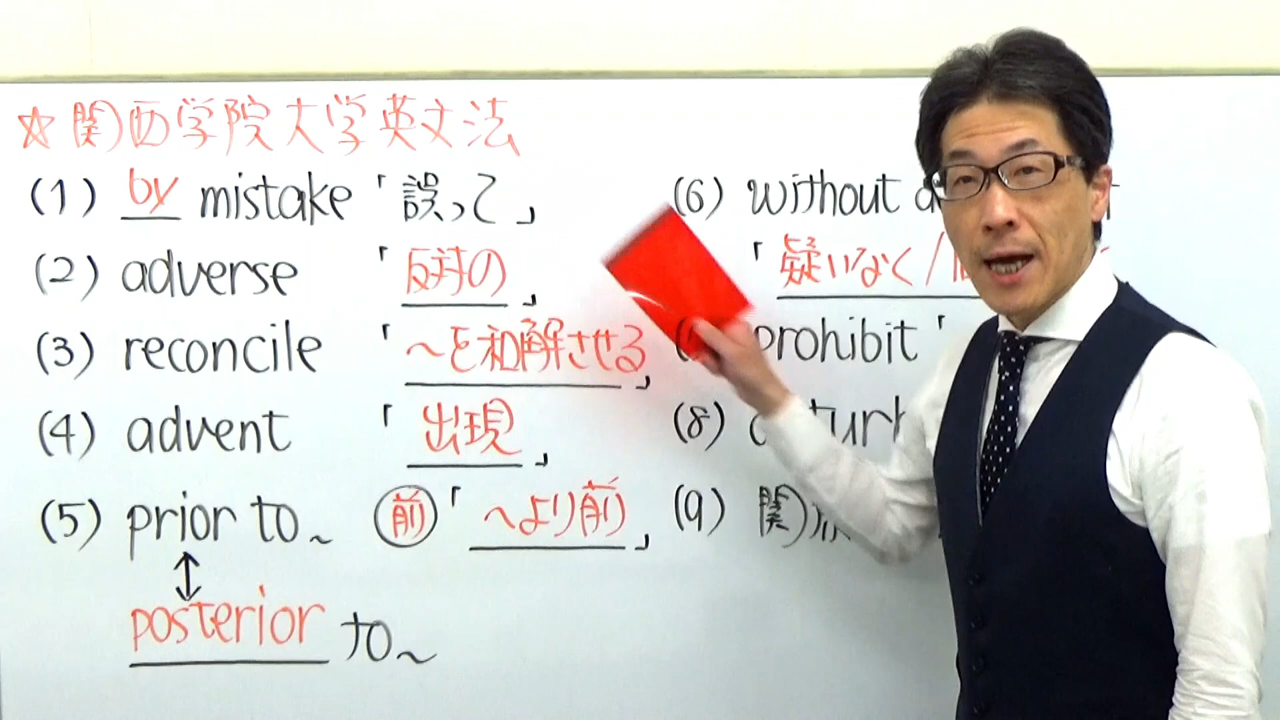 ☆関西学院大学英文法
(1) by mistake「誤って」
(2) adverse 「反対の」
(3) reconcile 「〜を和解させる」
(4) advent 「出現」
(5) prior to〜 前「〜より前」
↕
posterior to〜
(6) without
「疑いなく/
prohibit「
(8)
(9) 関